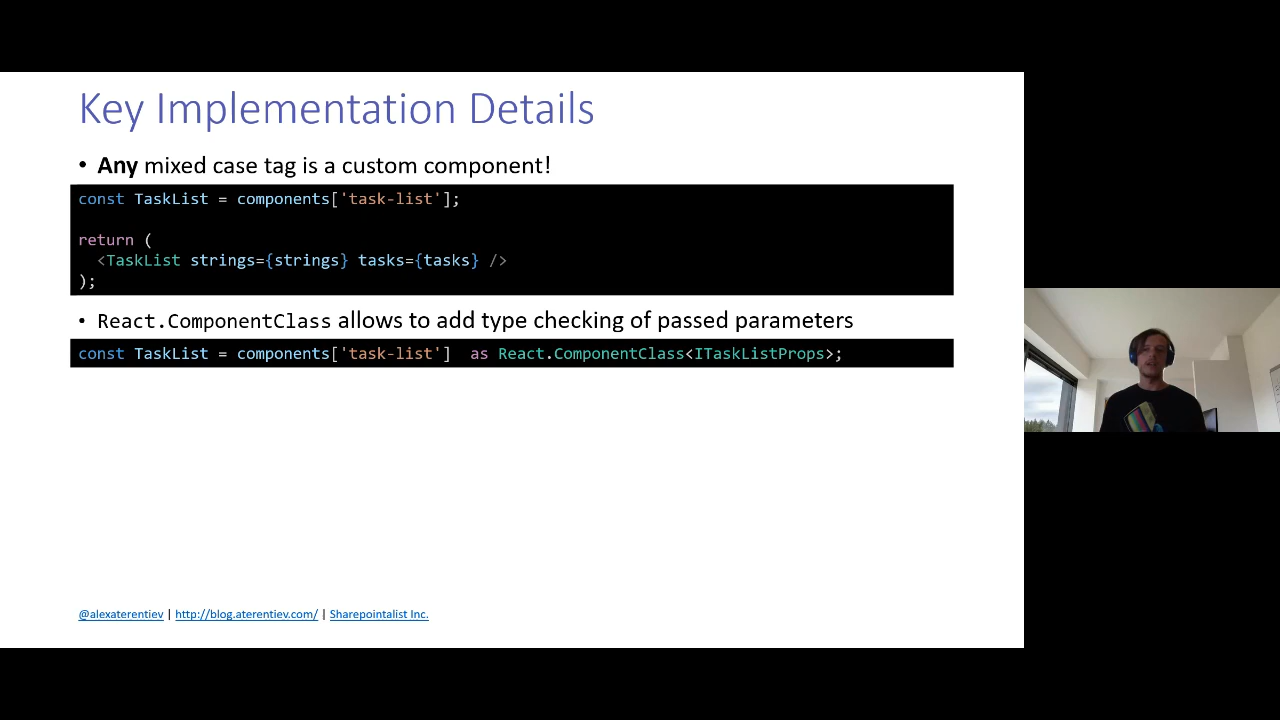 Key Implementation Details
• Any mixed case tag is a custom component!
const TaskList = components['task-list'];
return (
<TaskList strings={strings} tasks={tasks} />
);
• React.ComponentClass allows to add type checking of passed parameters
const TaskList = components['task-list'] as React.ComponentClass<ITaskListProps>;
@alexaterentiev | http://blog.aterentiev.com/ | Sharepointalist Inc.